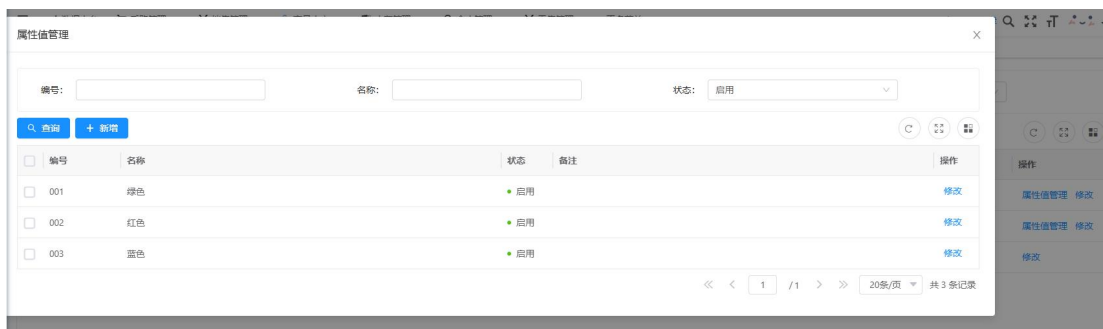 属性值管理
编号:
名称:
状态: 启用
查询 + 新增
编号 名称 状态 备注 操作
001 绿色 启用 修改
002 红色 启用 修改
003 蓝色 启用 修改
1 /1 20条/页 共 3 条记录
操作
属性值管理 修改
属性值管理 修改
修改